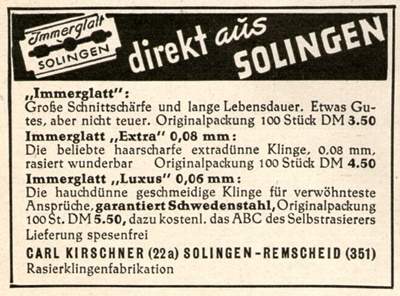 Immerglatt
SOLINGEN
direkt aus
SOLINGEN
„Immerglatt":
Große Schnittschärfe und lange Lebensdauer. Etwas Gu-
tes, aber nicht teuer. Originalpackung 100 Stück DM 3.50
Immerglatt „Extra" 0,08 mm:
Die beliebte haarscharfe extradünne Klinge, 0,08 mm,
rasiert wunderbar Originalpackung 100 Stück DM 4.50
Immerglatt „Luxus" 0,06 mm:
Die hauchdünne geschmeidige Klinge für verwöhnteste
Ansprüche, garantiert Schwedenstahl, Originalpackung
100 St. DM 5.50, dazu kostenl. das ABC des Selbstrasierers
Lieferung spesenfrei
CARL KIRSCHNER (22a) SOLINGEN-REMSCHEID (351)
Rasierklingenfabrikation